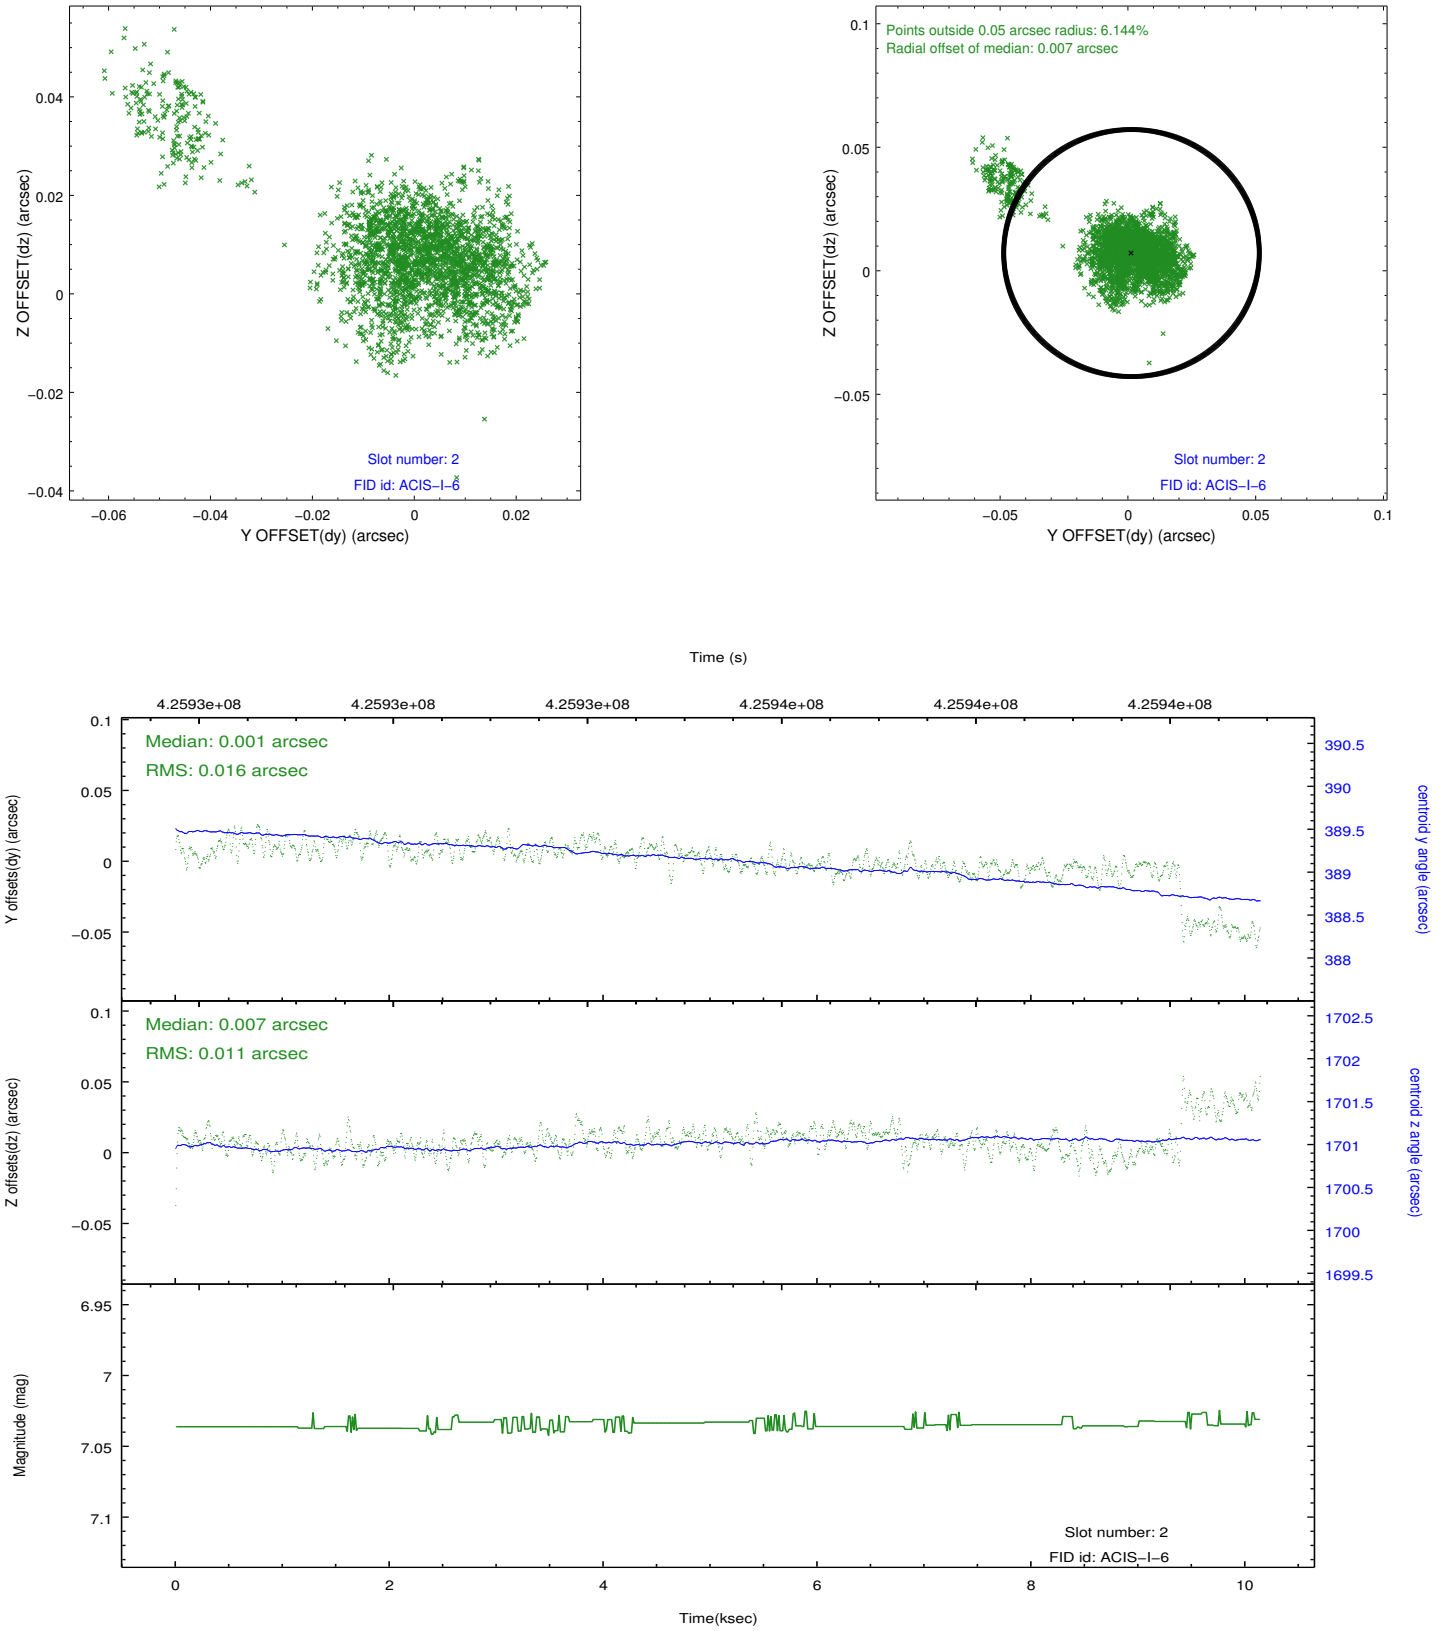 0.04
0.02
0
−0.02
−0.04
−0.06
−0.04
−0.02
0
0.02
Z OFFSET(dz) (arcsec)
Y OFFSET(dy) (arcsec)
Slot number: 2
FID id: ACIS−I−6
Points outside 0.05 arcsec radius: 6.144%
Radial offset of median: 0.007 arcsec
0.1
0.05
0
−0.05
−0.05
0
0.05
0.1
Z OFFSET(dz) (arcsec)
Y OFFSET(dy) (arcsec)
Slot number: 2
FID id: ACIS−I−6
Time (s)
4.2593e+08
4.2593e+08
4.2593e+08
4.2594e+08
4.2594e+08
4.2594e+08
Median: 0.001 arcsec
RMS: 0.016 arcsec
0.1
0.05
0
−0.05
Y offsets(dy) (arcsec)
390.5
390
389.5
389
388.5
388
centroid y angle (arcsec)
Median: 0.007 arcsec
RMS: 0.011 arcsec
0.1
0.05
0
−0.05
Z offsets(dz) (arcsec)
1702.5
1702
1701.5
1701
1700.5
1700
1699.5
centroid z angle (arcsec)
6.95
7
7.05
7.1
Magnitude (mag)
Slot number: 2
FID id: ACIS−I−6
0
2
4
6
8
10
Time(ksec)